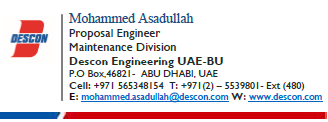 DESCON
Mohammed Asadullah
Proposal Engineer
Maintenance Division
Descon Engineering UAE-BU
P.O Box,46821- ABU DHABI, UAE
Cell: +971 565348154 T: +971(2) – 5539801- Ext (480)
E: mohammed.asadullah@descon.com W: www.descon.com